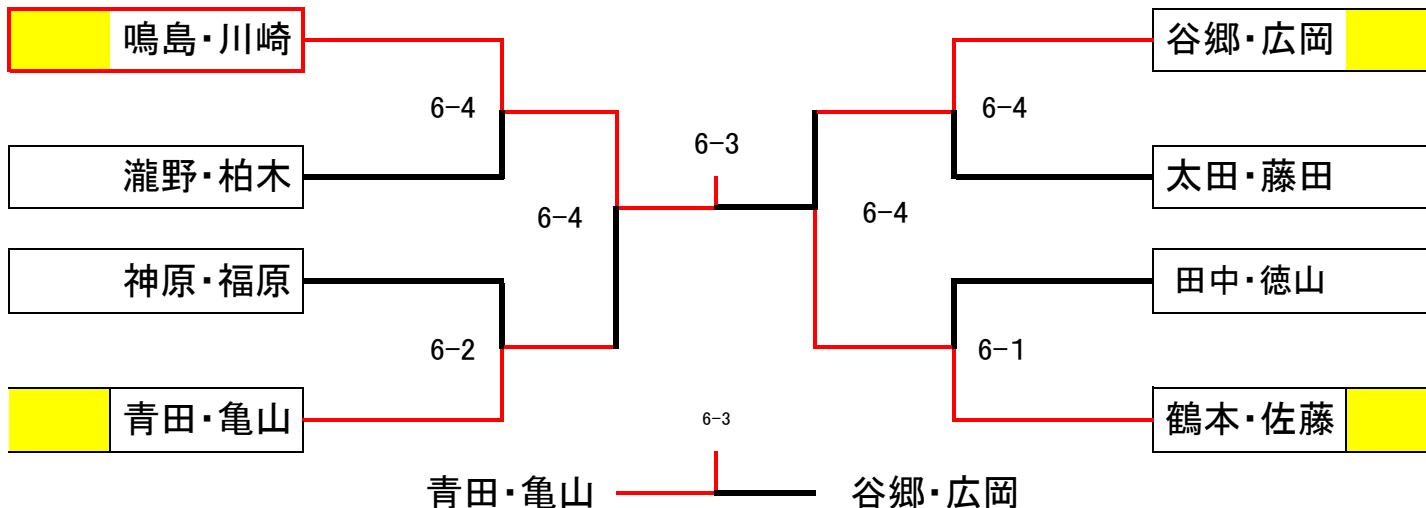 鳴島・川崎
谷郷・広岡
6-4
6-4
6-3
瀧野・柏木
太田・藤田
6-4
6-4
神原・福原
田中・徳山
6-2
6-1
青田・亀山
鶴本・佐藤
6-3
青田・亀山
谷郷・広岡